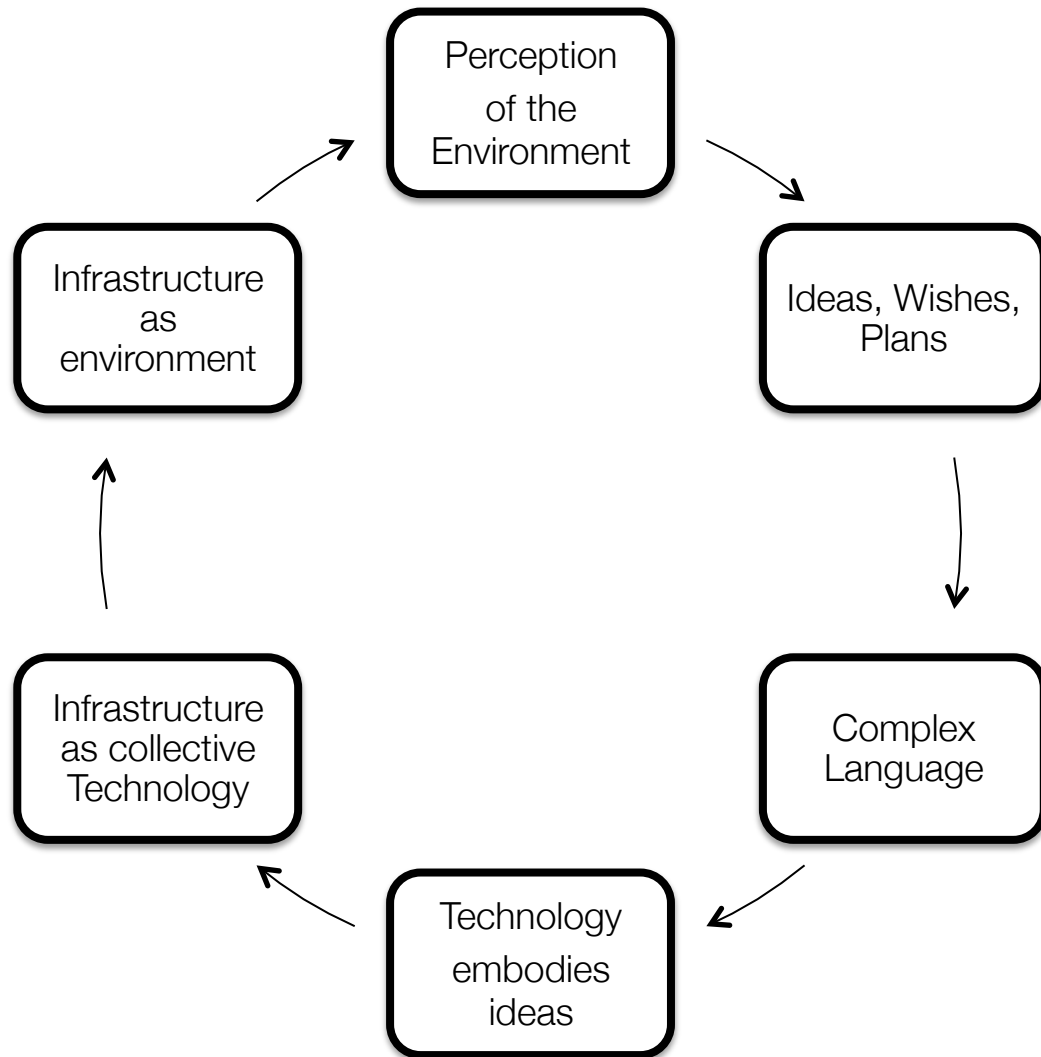 Perception
of the
Environment
Ideas, Wishes,
Plans
Complex
Language
Technology
embodies
ideas
Infrastructure
as collective
Technology
Infrastructure
as
environment